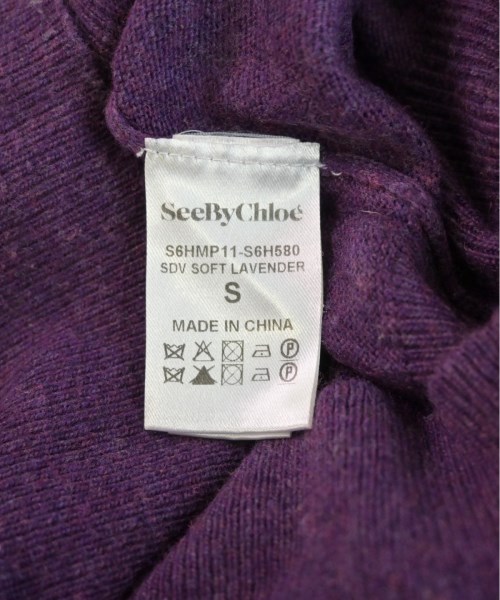 SeeByChloé
S6HMP11-S6H580
SDV SOFT LAVENDER
S
MADE IN CHINA
P
P